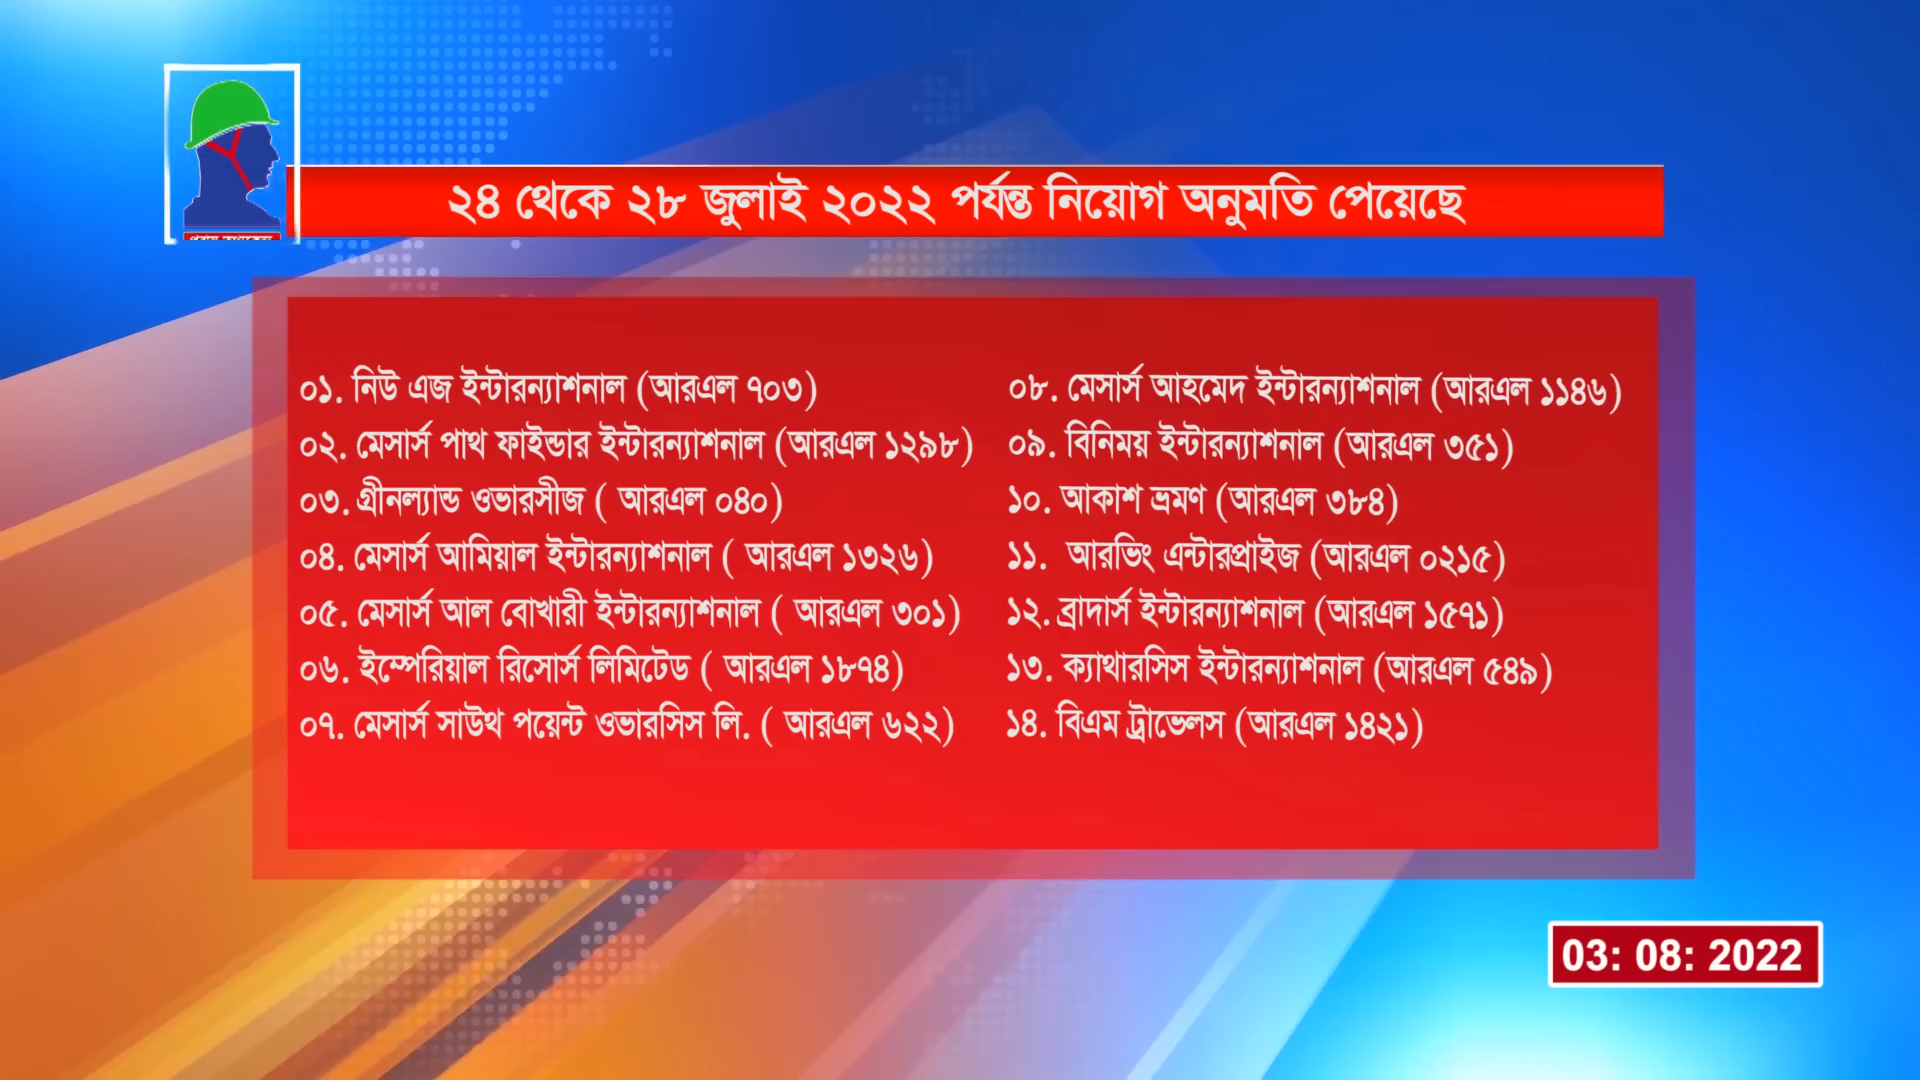 ২৪ থেকে ২৮ জুলাই ২০২২ পর্যন্ত নিয়োগ অনুমতি পেয়েছে
০১. নিউ এজ ইন্টারন্যাশনাল (আরএল ৭০৩)
০২. মেসার্স পাথ ফাইন্ডার ইন্টারন্যাশনাল (আরএল ১২৯৮)
০৩. গ্রীনল্যান্ড ওভারসীজ ( আরএল ০৪০)
০৪. মেসার্স আমিয়াল ইন্টারন্যাশনাল ( আরএল ১৩২৬)
০৫. মেসার্স আল বোখারী ইন্টারন্যাশনাল ( আরএল ৩০১)
০৬. ইম্পেরিয়াল রিসোর্স লিমিটেড ( আরএল ১৮৭৪)
০৭. মেসার্স সাউথ পয়েন্ট ওভারসিস লি. ( আরএল ৬২২)
০৮. মেসার্স আহমেদ ইন্টারন্যাশনাল (আরএল ১১৪৬)
০৯. বিনিময় ইন্টারন্যাশনাল (আরএল ৩৫১)
১০. আকাশ ভ্রমণ (আরএল ৩৮৪)
১১. আরভিং এন্টারপ্রাইজ (আরএল ০২১৫)
১২. ব্রাদার্স ইন্টারন্যাশনাল (আরএল ১৫৭১)
১৩. ক্যাথারসিস ইন্টারন্যাশনাল (আরএল ৫৪৯)
১৪. বিএম ট্রাভেলস (আরএল ১৪২১)
03: 08: 2022